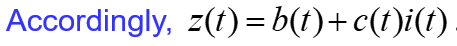 Accordingly, z(t) = b(t) + c(t)i(t).